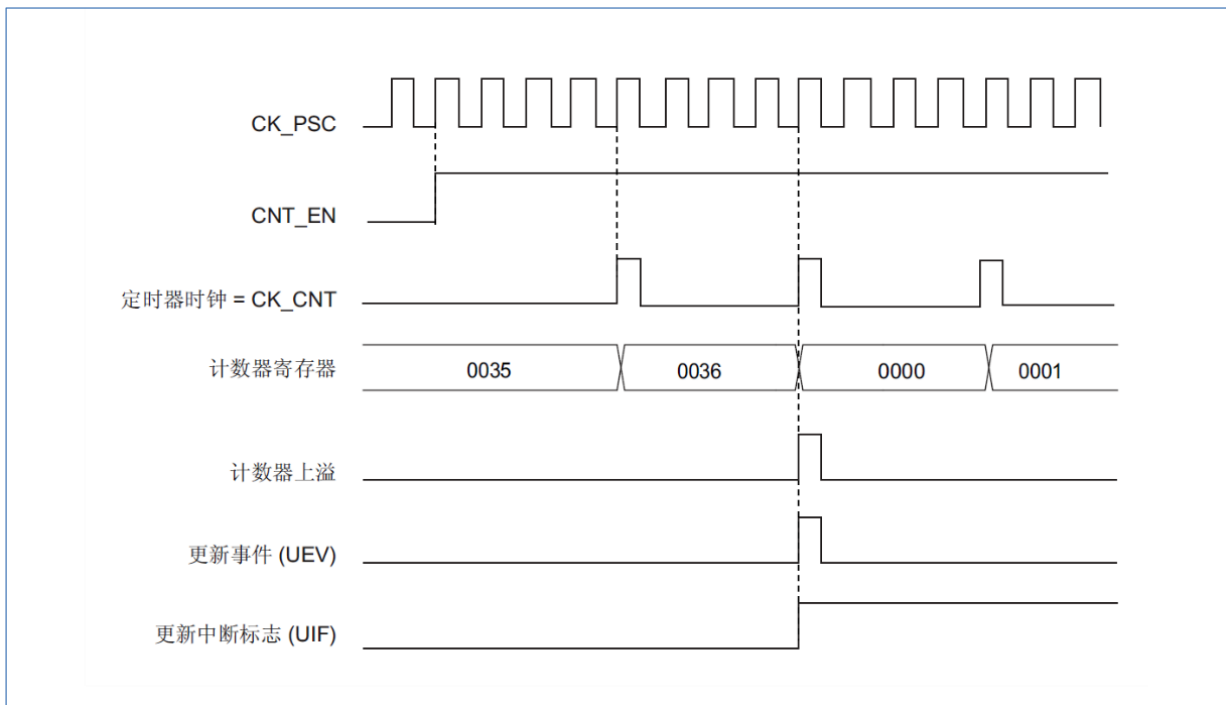 CK_PSC
CNT_EN
定时器时钟 = CK_CNT
计数器寄存器
0035 0036 0000 0001
计数器上溢
更新事件 (UEV)
更新中断标志 (UIF)